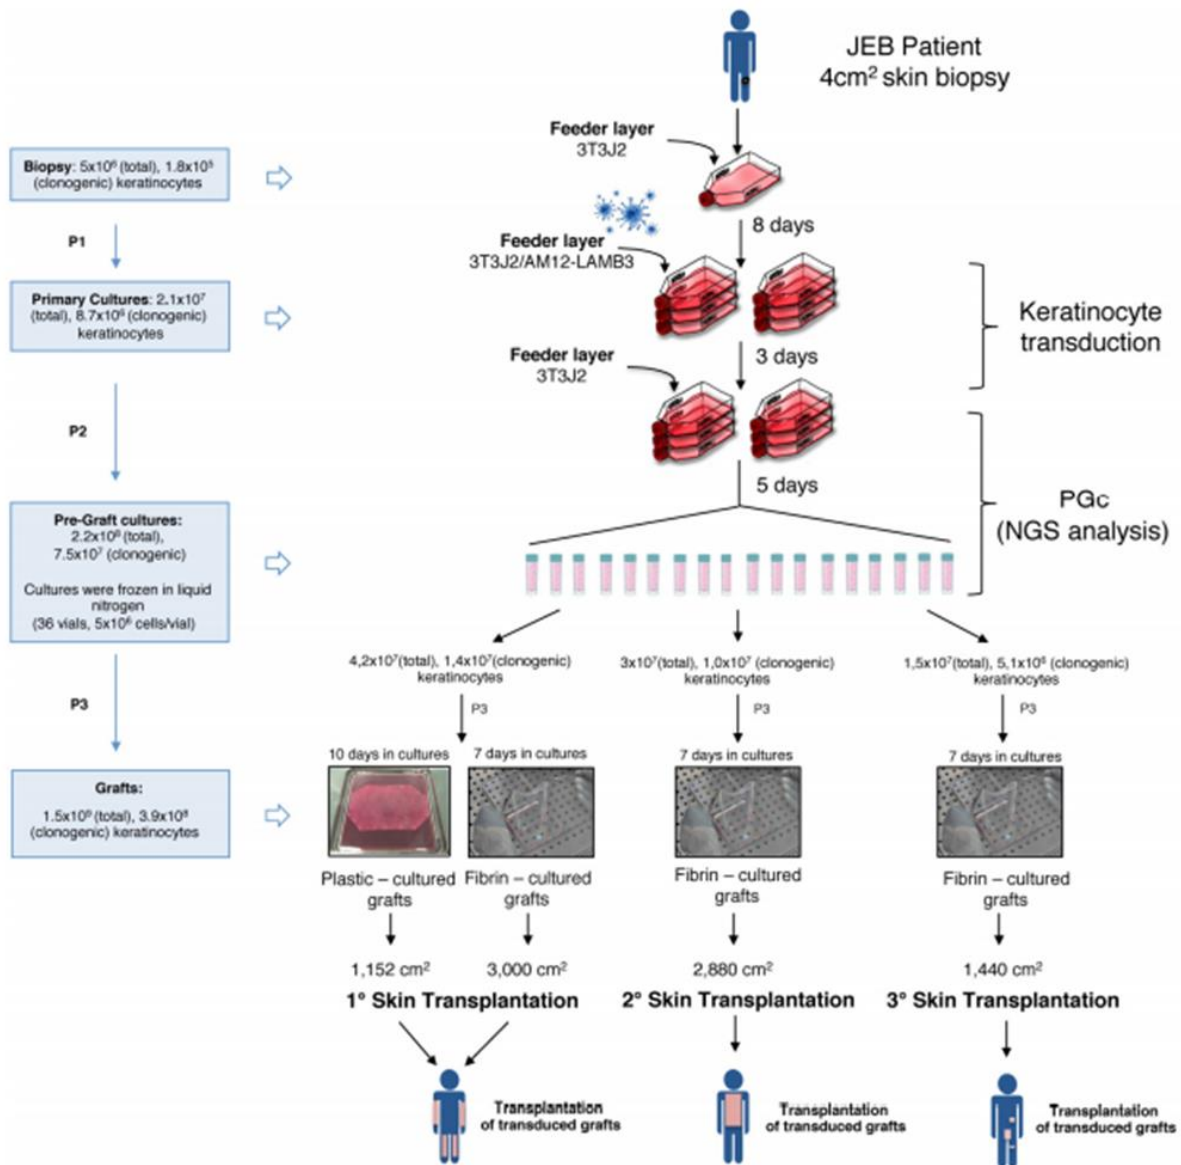 JEB Patient
4cm² skin biopsy
Feeder layer
3T3J2
Biopsy: 5x10⁶ (total), 1.8x10⁵
(clonogenic) keratinocytes
8 days
P1
Feeder layer
3T3J2/AM12-LAMB3
Primary Cultures: 2.1x10⁷
(total), 8.7x10⁶ (clonogenic)
keratinocytes
Keratinocyte
transduction
3 days
Feeder layer
3T3J2
P2
5 days
PGc
(NGS analysis)
Pre-Graft cultures:
2.2x10⁸ (total),
7.5x10⁷ (clonogenic)
Cultures were frozen in liquid
nitrogen
(36 vials, 5x10⁶ cells/vial)
4,2x10⁷(total), 1,4x10⁷(clonogenic)
keratinocytes
3x10⁷(total), 1,0x10⁷ (clonogenic)
keratinocytes
1,5x10⁷(total), 5,1x10⁶ (clonogenic)
keratinocytes
P3
P3
P3
P3
10 days in cultures
7 days in cultures
7 days in cultures
7 days in cultures
Grafts:
1.5x10⁹ (total), 3.9x10⁸
(clonogenic) keratinocytes
Plastic – cultured
grafts
Fibrin – cultured
grafts
Fibrin – cultured
grafts
Fibrin – cultured
grafts
1,152 cm²
3,000 cm²
2,880 cm²
1,440 cm²
1° Skin Transplantation
2° Skin Transplantation
3° Skin Transplantation
Transplantation
of transduced grafts
Transplantation
of transduced grafts
Transplantation
of transduced grafts